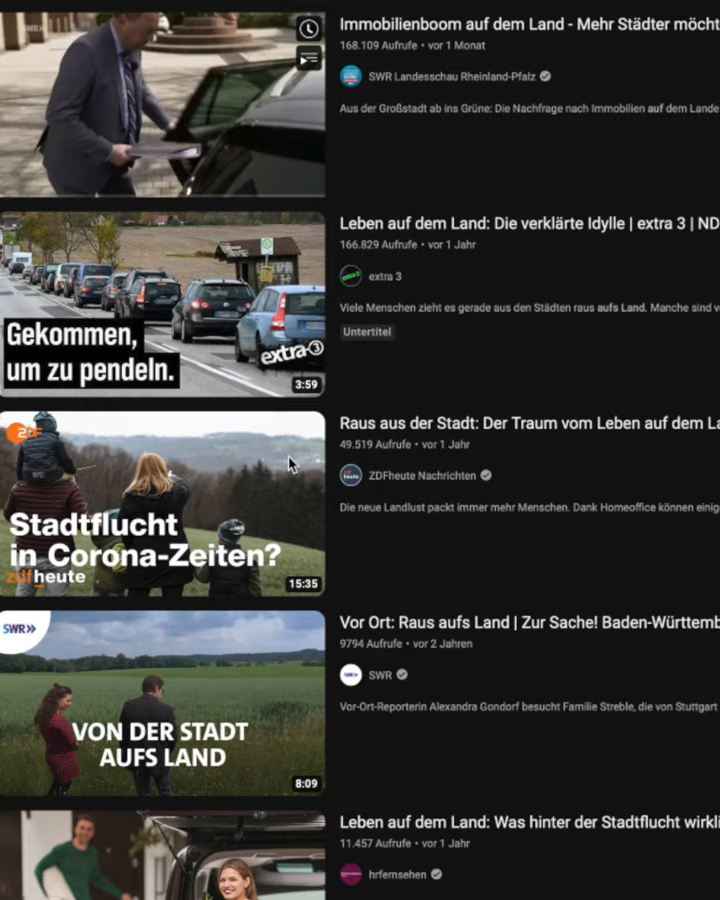 SWR»
Immobilienboom auf dem Land - Mehr Städter möcht
168.109 Aufrufe • vor 1 Monat
SWR Landesschau Rheinland-Pfalz
Aus der Großstadt ab ins Grüne: Die Nachfrage nach Immobilien auf dem Lande
Leben auf dem Land: Die verklärte Idylle | extra 3 | ND
166.829 Aufrufe • vor 1 Jahr
extra 3
Viele Menschen zieht es gerade aus den Städten raus aufs Land. Manche sind v
Untertitel
Gekommen,
um zu pendeln.
extra 3
3:59
Raus aus der Stadt: Der Traum vom Leben auf dem La
49.519 Aufrufe • vor 1 Jahr
ZDFheute Nachrichten
Die neue Landlust packt immer mehr Menschen. Dank Homeoffice können einig
Stadtflucht
in Corona-Zeiten?
zdfheute
15:35
Vor Ort: Raus aufs Land | Zur Sache! Baden-Württemb
9794 Aufrufe • vor 2 Jahren
SWR
Vor-Ort-Reporterin Alexandra Gondorf besucht Familie Streble, die von Stuttgart
SWR»
VON DER STADT
AUFS LAND
8:09
Leben auf dem Land: Was hinter der Stadtflucht wirkli
11.457 Aufrufe • vor 1 Jahr
hrfernsehen